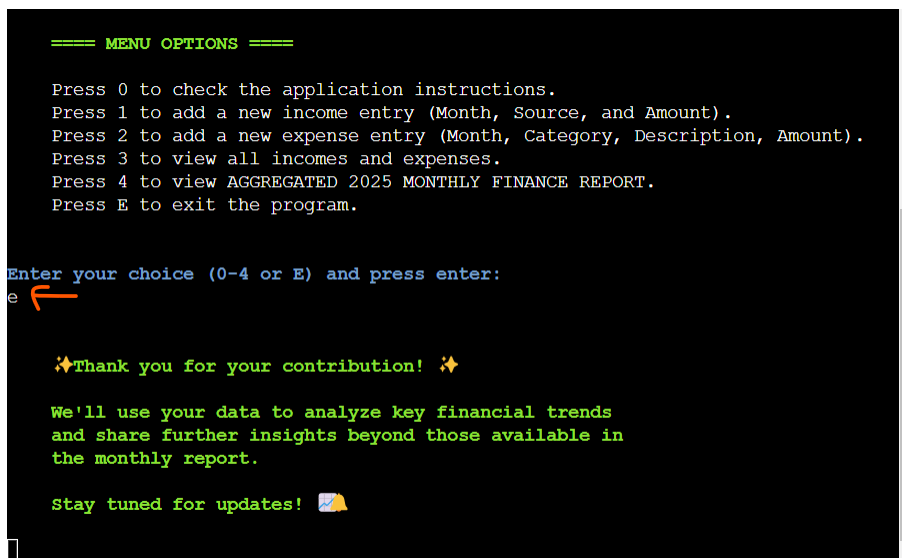 ==== MENU OPTIONS ====
Press 0 to check the application instructions.
Press 1 to add a new income entry (Month, Source, and Amount).
Press 2 to add a new expense entry (Month, Category, Description, Amount).
Press 3 to view all incomes and expenses.
Press 4 to view AGGREGATED 2025 MONTHLY FINANCE REPORT.
Press E to exit the program.
Enter your choice (0-4 or E) and press enter:
e
✨Thank you for your contribution! ✨
We'll use your data to analyze key financial trends
and share further insights beyond those available in
the monthly report.
Stay tuned for updates! 📈🔔